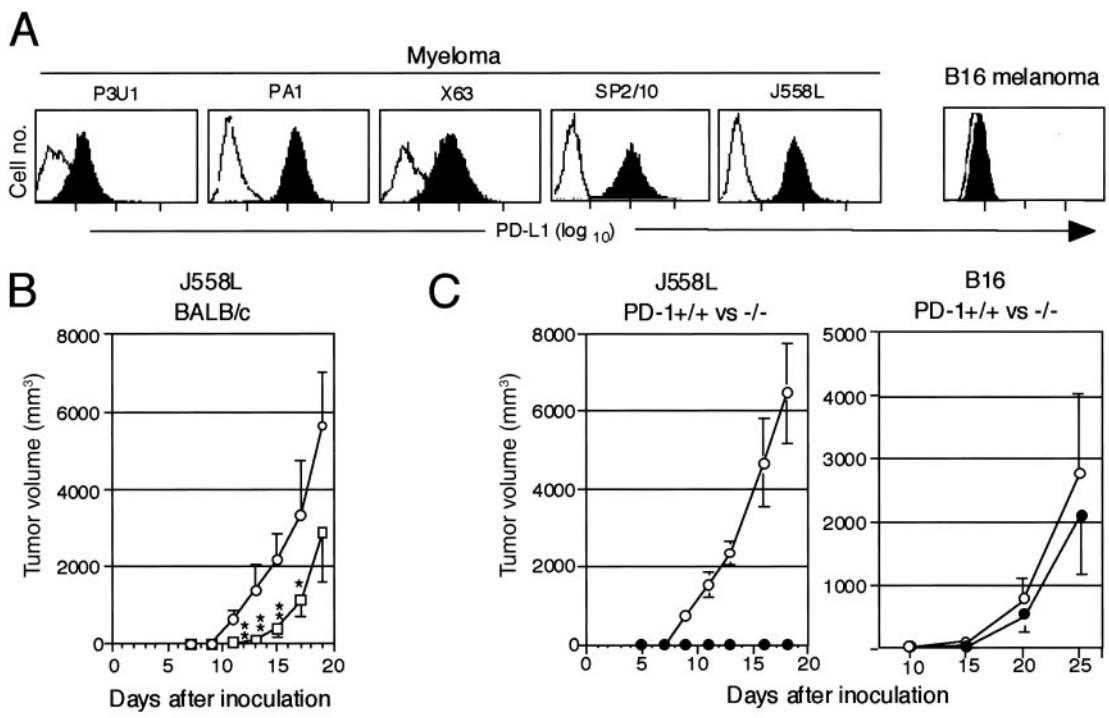 A
Myeloma
P3U1 PA1 X63 SP2/10 J558L B16 melanoma
Cell no.
PD-L1 (log 10)
B
J558L
BALB/c
8000
6000
4000
2000
0
Tumor volume (mm3)
** ** ** *
0 5 10 15 20
Days after inoculation
C
J558L
PD-1+/+ vs -/-
8000
6000
4000
2000
0
Tumor volume (mm3)
0 5 10 15 20
B16
PD-1+/+ vs -/-
5000
4000
3000
2000
1000
10 15 20 25
Days after inoculation